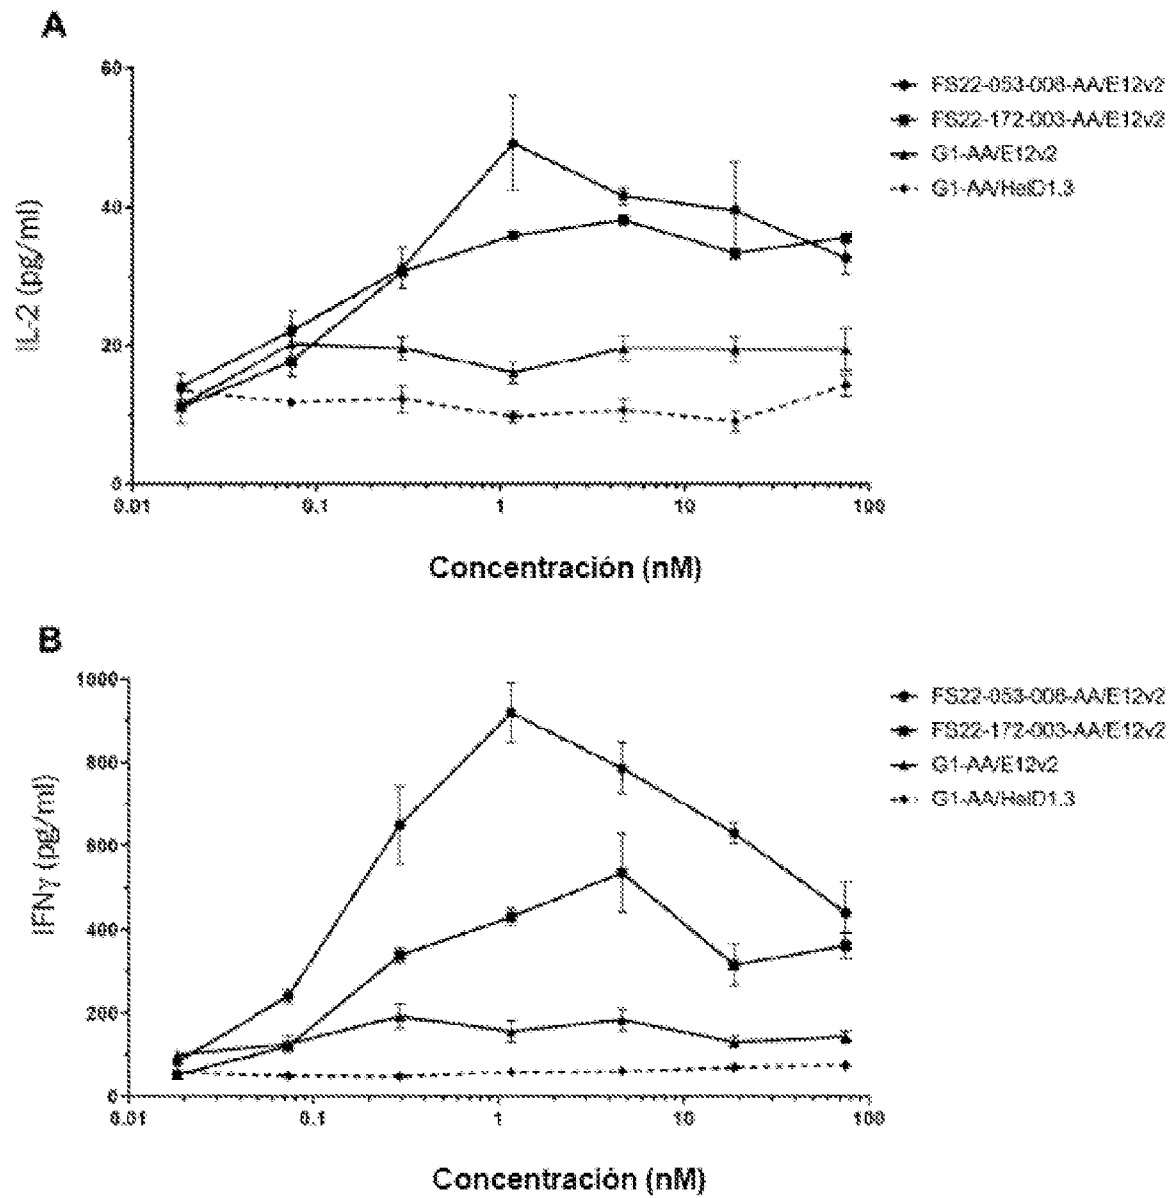 A
60
40
20
0
IL-2 (pg/ml)
0.01 0.1 1 10 100
Concentración (nM)
FS22-053-008-AA/E12v2
FS22-172-003-AA/E12v2
G1-AA/E12v2
G1-AA/HelD1.3
B
1000
800
600
400
200
0
IFNγ (pg/ml)
0.01 0.1 1 10 100
Concentración (nM)
FS22-053-008-AA/E12v2
FS22-172-003-AA/E12v2
G1-AA/E12v2
G1-AA/HelD1.3